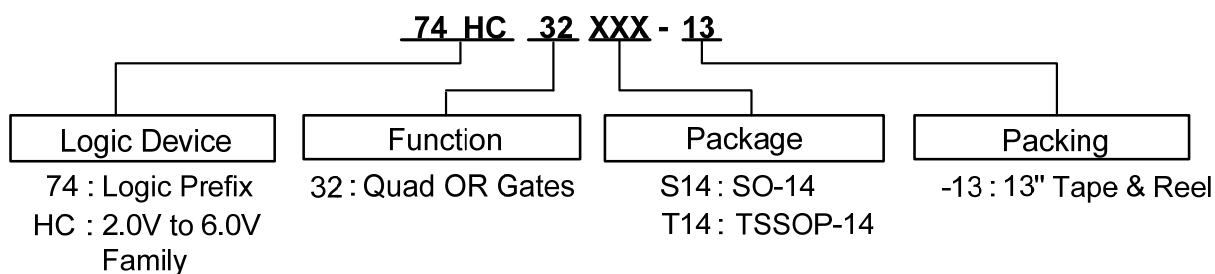 74 HC 32 XXX - 13
Logic Device
Function
Package
Packing
74 : Logic Prefix
HC : 2.0V to 6.0V
Family
32 : Quad OR Gates
S14 : SO-14
T14 : TSSOP-14
-13 : 13" Tape & Reel